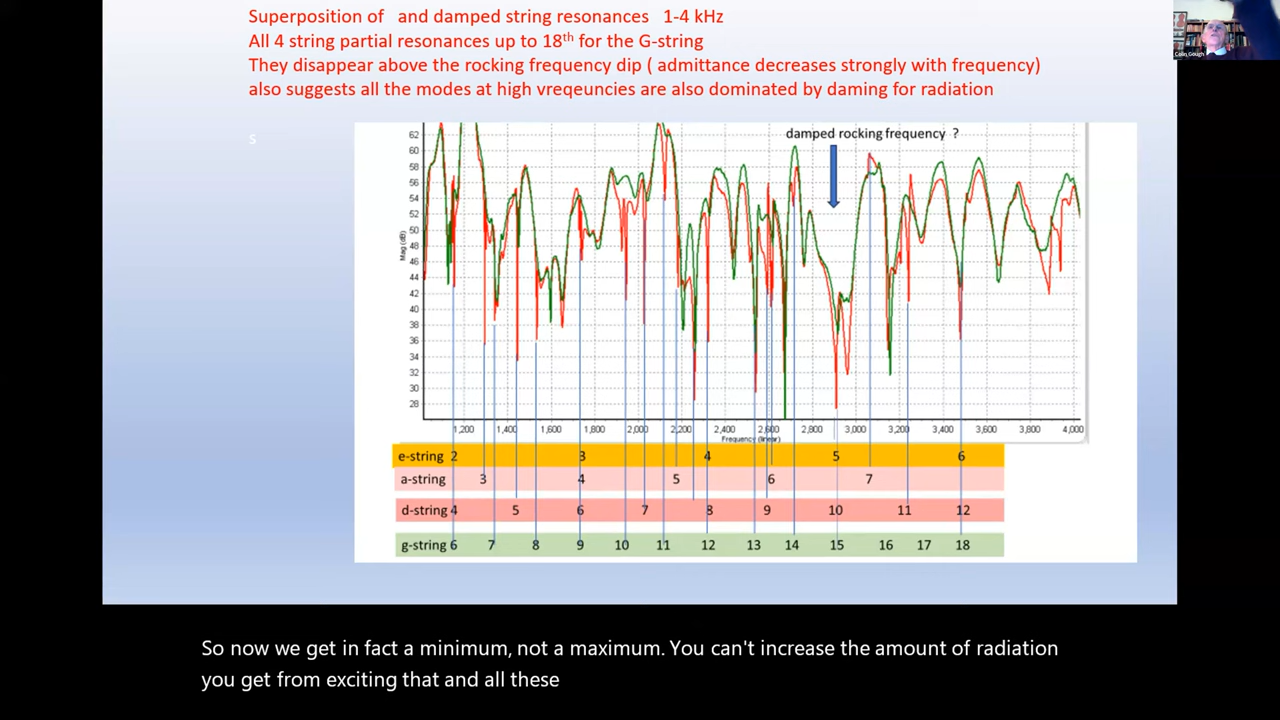 Superposition of and damped string resonances 1-4 kHz
All 4 string partial resonances up to 18th for the G-string
They disappear above the rocking frequency dip ( admittance decreases strongly with frequency)
also suggests all the modes at high vreqeuncies are also dominated by daming for radiation
Colin Gough
s
damped rocking frequency ?
62
60
58
56
54
52
50
48
46
44
42
40
38
36
34
32
30
28
Mag (dB)
1,200 1,400 1,600 1,800 2,000 2,200 2,400 2,600 2,800 3,000 3,200 3,400 3,600 3,800 4,000
Frequency (linear)
e-string 2 3 4 5 6
a-string 3 4 5 6 7
d-string 4 5 6 7 8 9 10 11 12
g-string 6 7 8 9 10 11 12 13 14 15 16 17 18
So now we get in fact a minimum, not a maximum. You can't increase the amount of radiation
you get from exciting that and all these